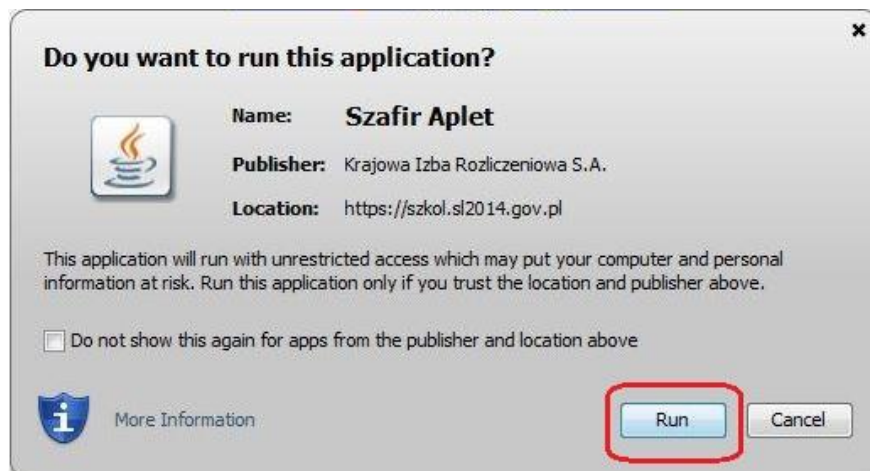 Do you want to run this application?
Name: Szafir Aplet
Publisher: Krajowa Izba Rozliczeniowa S.A.
Location: https://szkol.sl2014.gov.pl
This application will run with unrestricted access which may put your computer and personal
information at risk. Run this application only if you trust the location and publisher above.
Do not show this again for apps from the publisher and location above
More Information
Run
Cancel